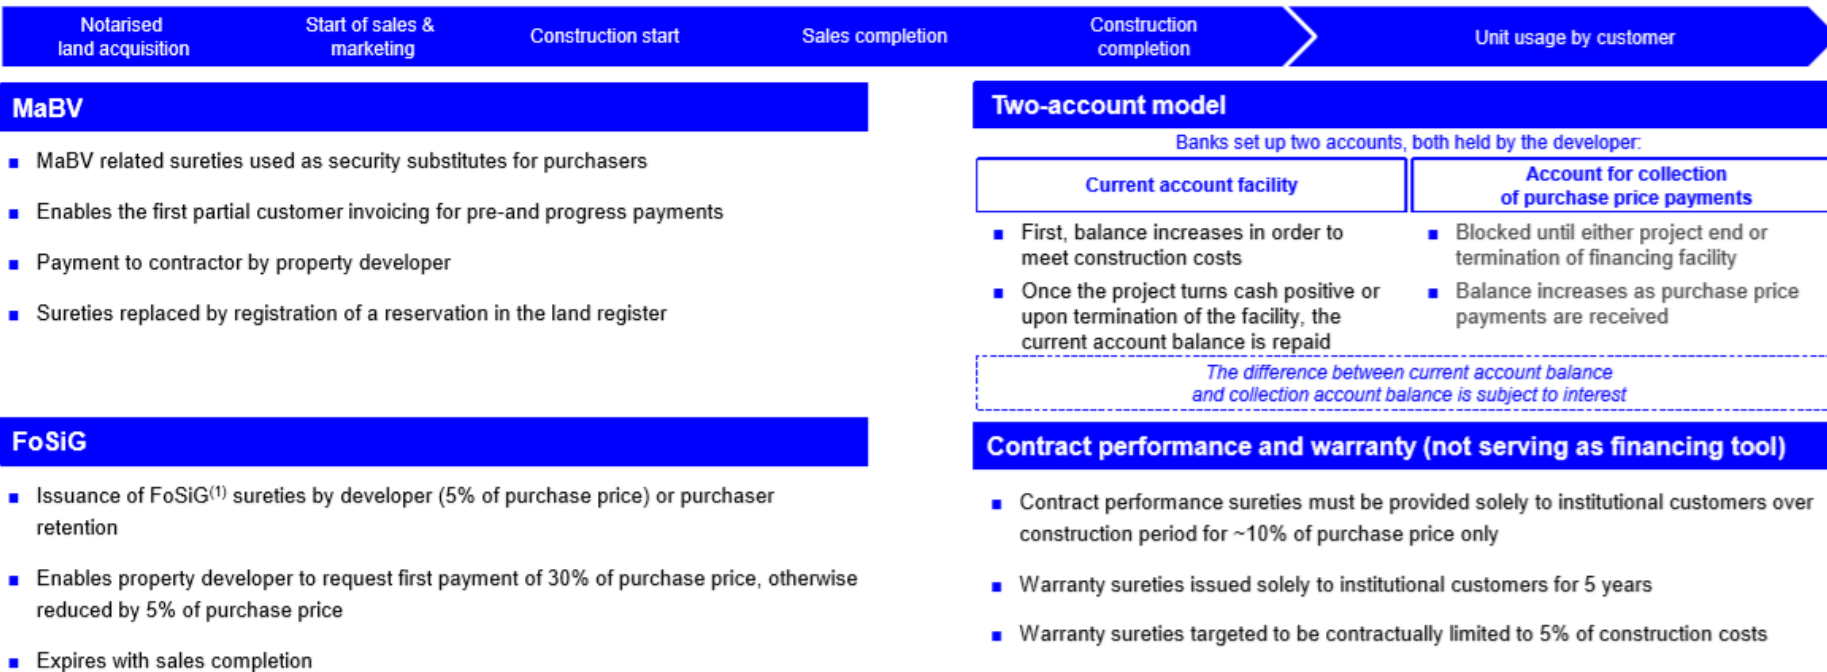 Notarised
land acquisition
Start of sales &
marketing
Construction start
Sales completion
Construction
completion
Unit usage by customer
MaBV
MaBV related sureties used as security substitutes for purchasers
Enables the first partial customer invoicing for pre-and progress payments
Payment to contractor by property developer
Sureties replaced by registration of a reservation in the land register
FoSiG
Issuance of FoSiG(1) sureties by developer (5% of purchase price) or purchaser
retention
Enables property developer to request first payment of 30% of purchase price, otherwise
reduced by 5% of purchase price
Expires with sales completion
Two-account model
Banks set up two accounts, both held by the developer:
Current account facility
First, balance increases in order to
meet construction costs
Once the project turns cash positive or
upon termination of the facility, the
current account balance is repaid
Account for collection
of purchase price payments
Blocked until either project end or
termination of financing facility
Balance increases as purchase price
payments are received
The difference between current account balance
and collection account balance is subject to interest
Contract performance and warranty (not serving as financing tool)
Contract performance sureties must be provided solely to institutional customers over
construction period for ~10% of purchase price only
Warranty sureties issued solely to institutional customers for 5 years
Warranty sureties targeted to be contractually limited to 5% of construction costs